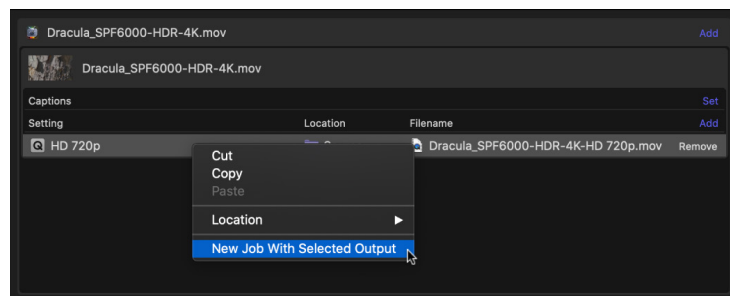 Dracula_SPF6000-HDR-4K.mov Add
Dracula_SPF6000-HDR-4K.mov
Captions Set
Setting Location Filename Add
HD 720p Dracula_SPF6000-HDR-4K-HD 720p.mov Remove
Cut
Copy
Paste
Location
New Job With Selected Output